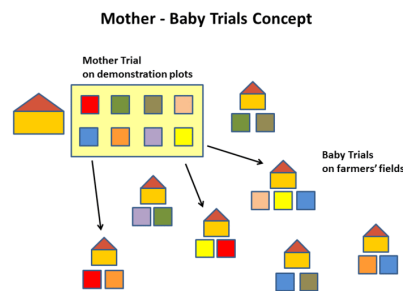 Mother - Baby Trials Concept
Mother Trial
on demonstration plots
Baby Trials
on farmers' fields